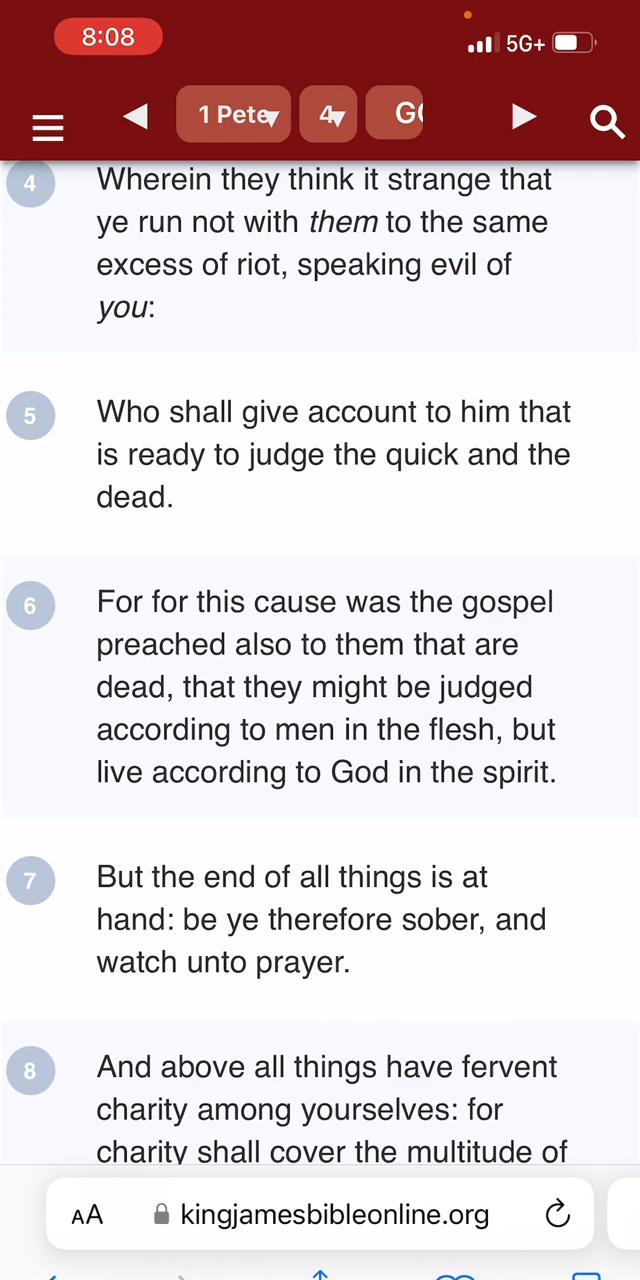 8:08
5G+
1 Pete
4
GO
4
Wherein they think it strange that
ye run not with them to the same
excess of riot, speaking evil of
you:
5
Who shall give account to him that
is ready to judge the quick and the
dead.
6
For for this cause was the gospel
preached also to them that are
dead, that they might be judged
according to men in the flesh, but
live according to God in the spirit.
7
But the end of all things is at
hand: be ye therefore sober, and
watch unto prayer.
8
And above all things have fervent
charity among yourselves: for
charity shall cover the multitude of
AA
kingjamesbibleonline.org